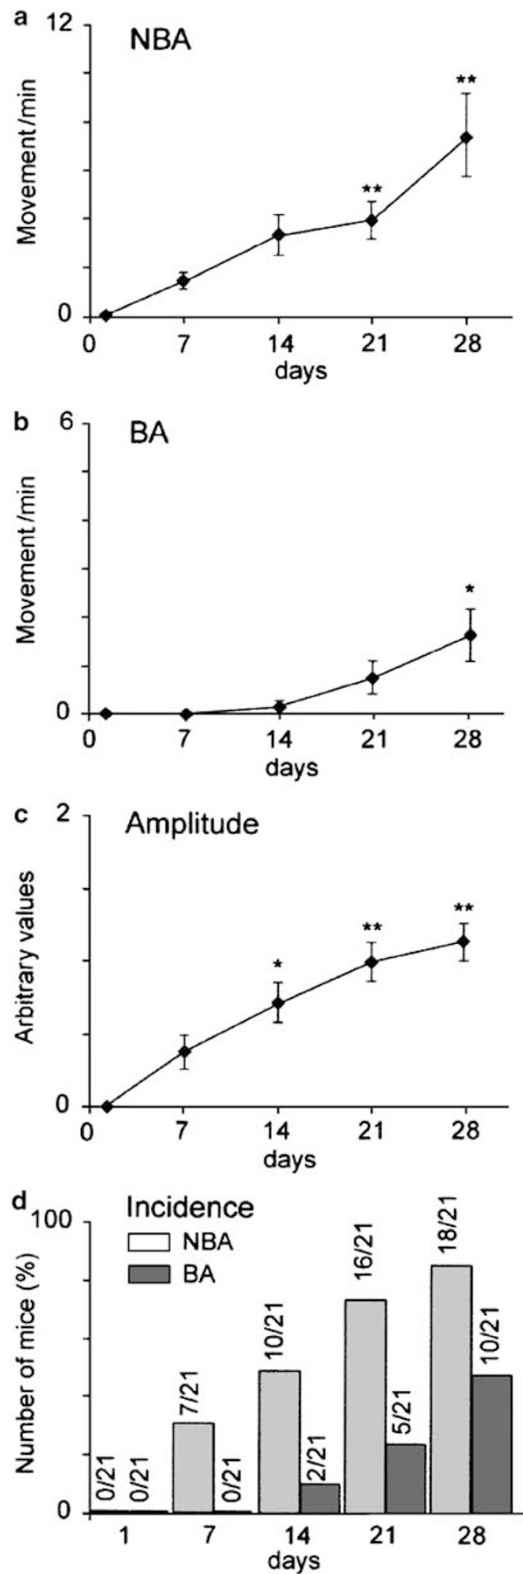 a
NBA
12
Movement/min
0
**
**
0 7 14 21 28
days
b
BA
6
Movement/min
0
*
0 7 14 21 28
days
c
Amplitude
2
Arbitrary values
0
*
**
**
0 7 14 21 28
days
d
Incidence
NBA
BA
100
Number of mice (%)
0
0/21
0/21
7/21
0/21
10/21
2/21
16/21
5/21
18/21
10/21
1 7 14 21 28
days